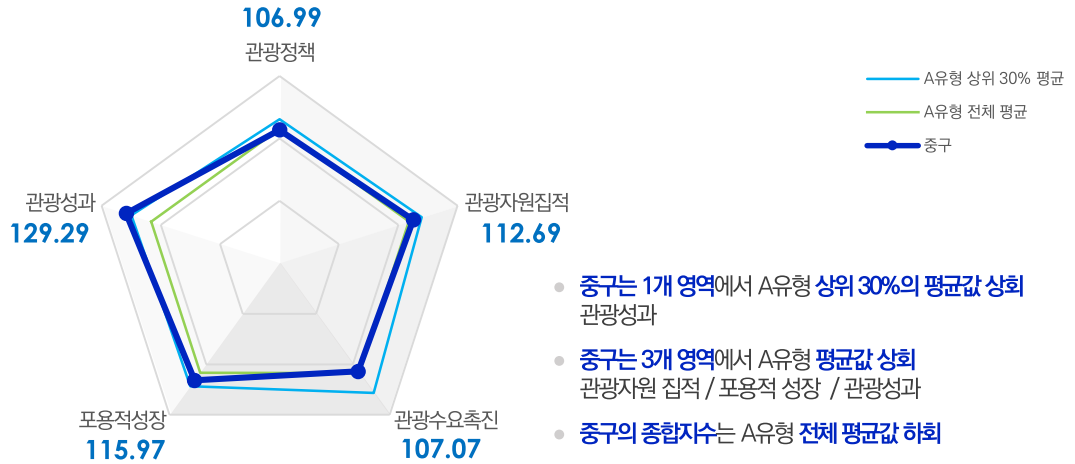 106.99
관광정책
A유형 상위 30% 평균
A유형 전체 평균
중구
관광성과
129.29
관광자원집적
112.69
중구는 1개 영역에서 A유형 상위 30%의 평균값 상회
관광성과
중구는 3개 영역에서 A유형 평균값 상회
관광자원 집적 / 포용적 성장 / 관광성과
포용적성장
115.97
관광수요촉진
107.07
중구의 종합지수는 A유형 전체 평균값 하회